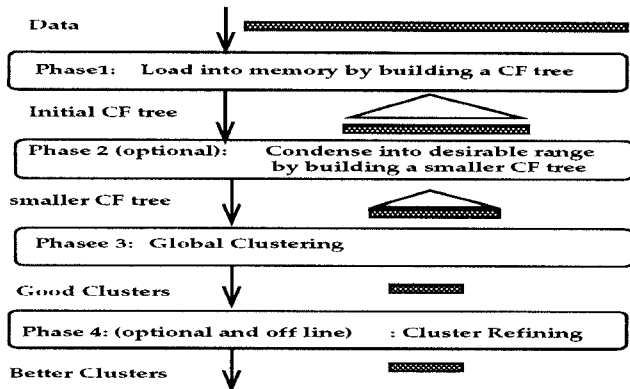 Data
Phase1: Load into memory by building a CF tree
Initial CF tree
Phase 2 (optional): Condense into desirable range
by building a smaller CF tree
smaller CF tree
Phasee 3: Global Clustering
Good Clusters
Phase 4: (optional and off line) : Cluster Refining
Better Clusters